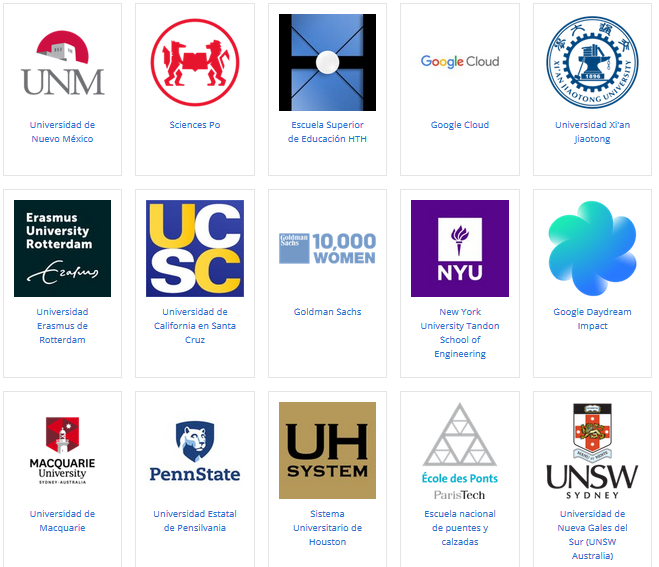 UNM
Universidad de
Nuevo México
Sciences Po
Escuela Superior
de Educación HTH
Google Cloud
Google Cloud
XI'AN JIAOTONG UNIVERSITY
1896
Universidad Xi'an
Jiaotong
Erasmus
University
Rotterdam
Erasmus
Universidad
Erasmus de
Rotterdam
UC
SC
Universidad de
California en Santa
Cruz
Goldman
Sachs
10,000
WOMEN
Goldman Sachs
NYU
New York
University Tandon
School of
Engineering
Google Daydream
Impact
MACQUARIE
University
SYDNEY·AUSTRALIA
Universidad de
Macquarie
PennState
Universidad Estatal
de Pensilvania
UH
SYSTEM
Sistema
Universitario de
Houston
École des Ponts
ParisTech
Escuela nacional
de puentes y
calzadas
UNSW
SYDNEY
Universidad de
Nueva Gales del
Sur (UNSW
Australia)